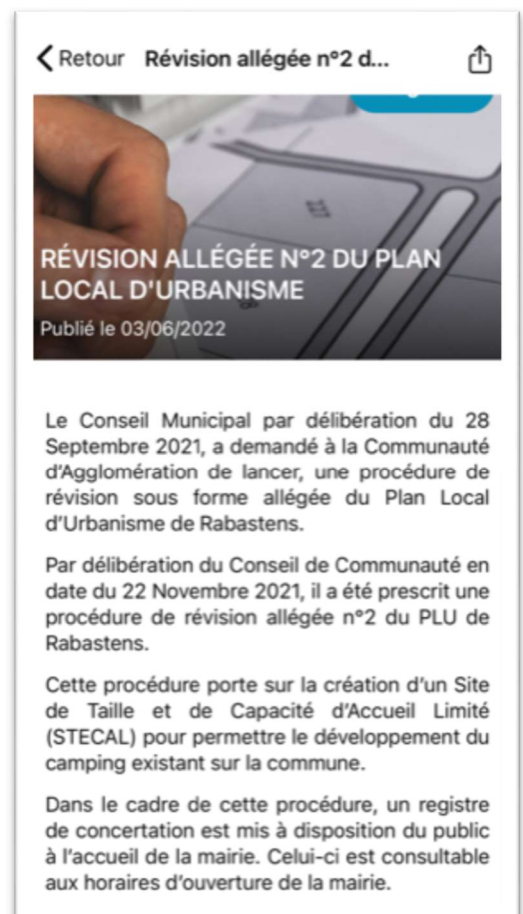 Retour Révision allégée n°2 d...
RÉVISION ALLÉGÉE N°2 DU PLAN
LOCAL D'URBANISME
Publié le 03/06/2022
Le Conseil Municipal par délibération du 28
Septembre 2021, a demandé à la Communauté
d'Agglomération de lancer, une procédure de
révision sous forme allégée du Plan Local
d'Urbanisme de Rabastens.
Par délibération du Conseil de Communauté en
date du 22 Novembre 2021, il a été prescrit une
procédure de révision allégée n°2 du PLU de
Rabastens.
Cette procédure porte sur la création d'un Site
de Taille et de Capacité d'Accueil Limité
(STECAL) pour permettre le développement du
camping existant sur la commune.
Dans le cadre de cette procédure, un registre
de concertation est mis à disposition du public
à l'accueil de la mairie. Celui-ci est consultable
aux horaires d'ouverture de la mairie.